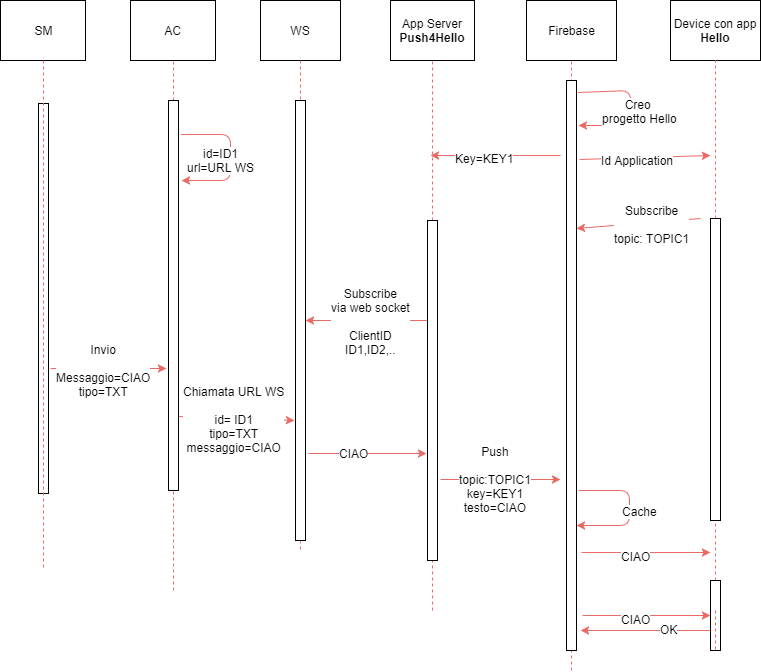 SM
AC
WS
App Server
Push4Hello
Firebase
Device con app
Hello
Creo
progetto Hello
id=ID1
url=URL WS
Key=KEY1
Id Application
Subscribe
topic: TOPIC1
Subscribe
via web socket
ClientID
ID1,ID2,..
Invio
Messaggio=CIAO
tipo=TXT
Chiamata URL WS
id= ID1
tipo=TXT
messaggio=CIAO
CIAO
Push
topic:TOPIC1
key=KEY1
testo=CIAO
Cache
CIAO
CIAO
OK